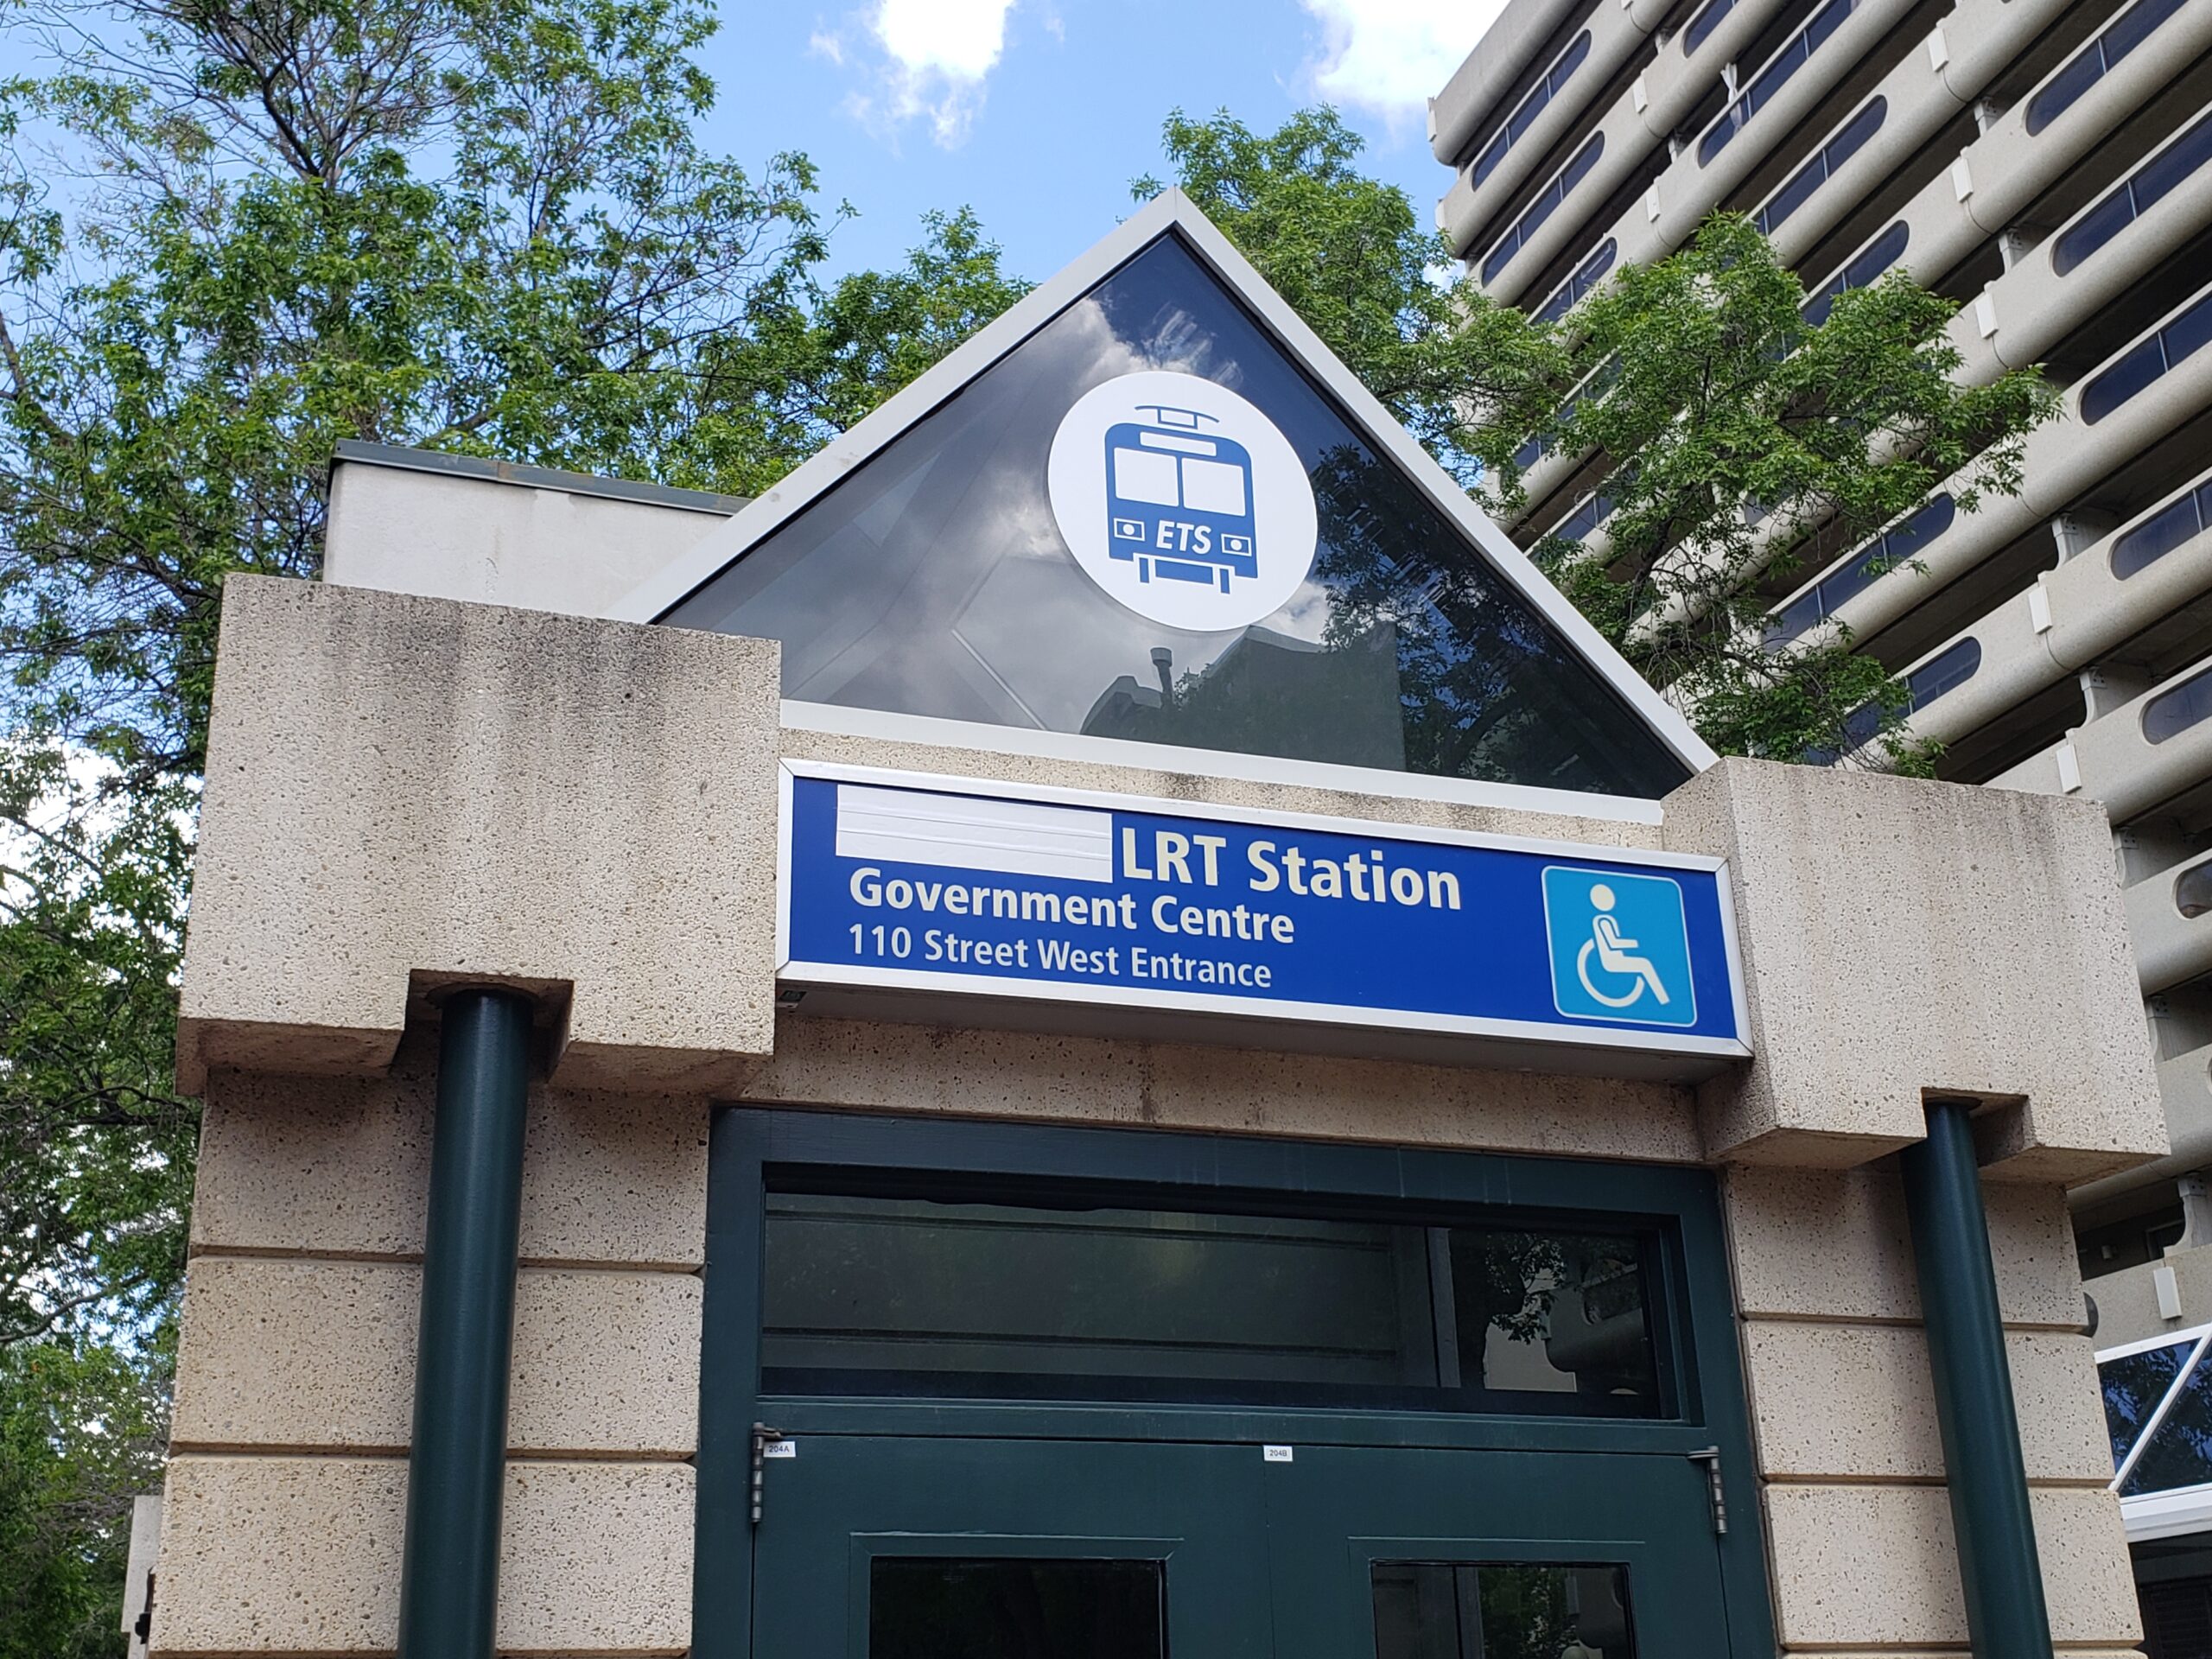 ETS
LRT Station
Government Centre
110 Street West Entrance
204A
204B